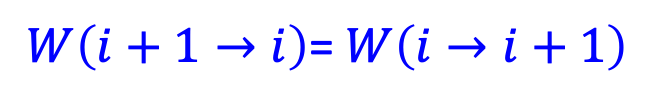 W(i + 1 → i)= W(i → i + 1)